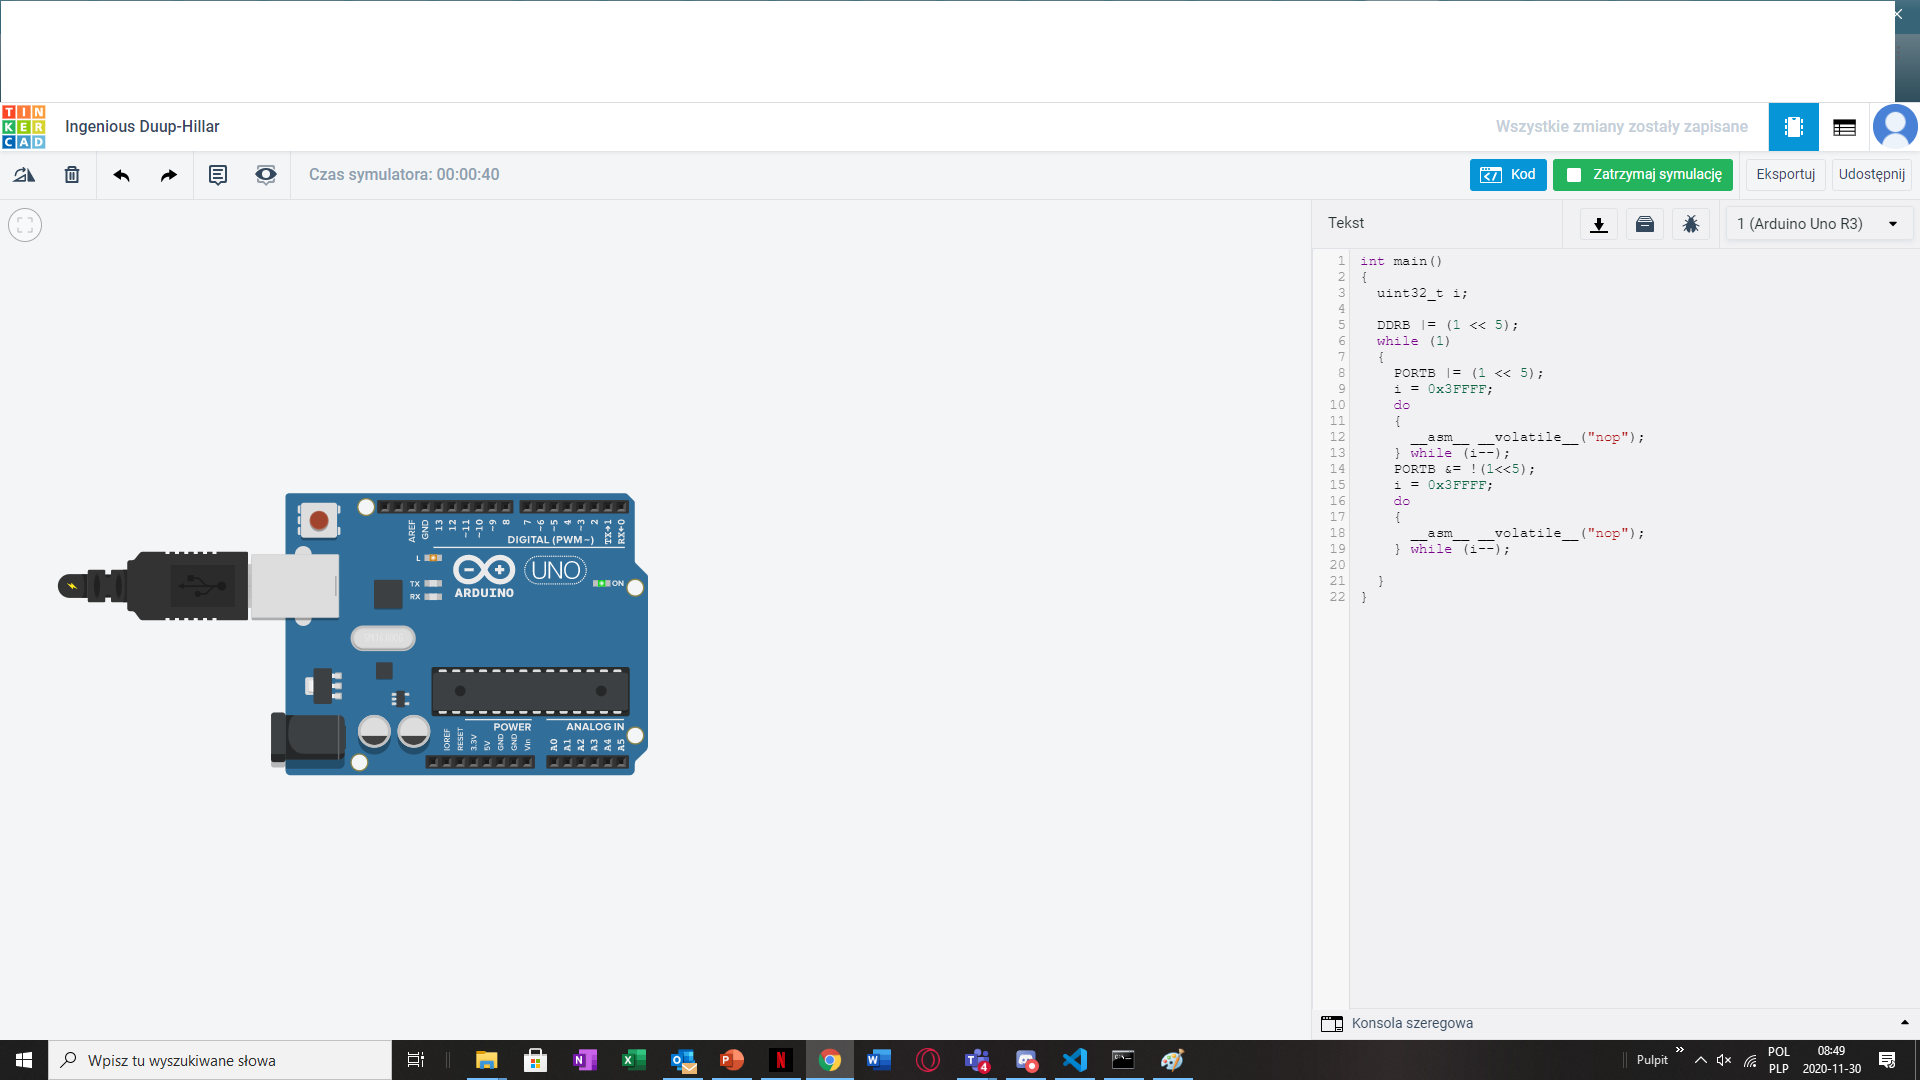 TIN
KER
CAD
Ingenious Duup-Hillar
Wszystkie zmiany zostały zapisane
Czas symulatora: 00:00:40
Kod
Zatrzymaj symulację
Eksportuj
Udostępnij
Tekst
1 (Arduino Uno R3)
1 int main()
2 {
3 uint32_t i;
4
5 DDRB |= (1 << 5);
6 while (1)
7 {
8 PORTB |= (1 << 5);
9 i = 0x3FFFF;
10 do
11 {
12 __asm__ __volatile__("nop");
13 } while (i--);
14 PORTB &= !(1<<5);
15 i = 0x3FFFF;
16 do
17 {
18 __asm__ __volatile__("nop");
19 } while (i--);
20
21 }
22 }
AREF GND 13 12 ~11 ~10 ~9 8 7 ~6 ~5 4 ~3 2 TX→1 RX←0
DIGITAL (PWM~)
L
TX
RX
ARDUINO
UNO
ON
POWER
ANALOG IN
IOREF RESET 3.3V 5V GND GND Vin A0 A1 A2 A3 A4 A5
Konsola szeregowa
Wpisz tu wyszukiwane słowa
4
Pulpit
POL
PLP
08:49
2020-11-30